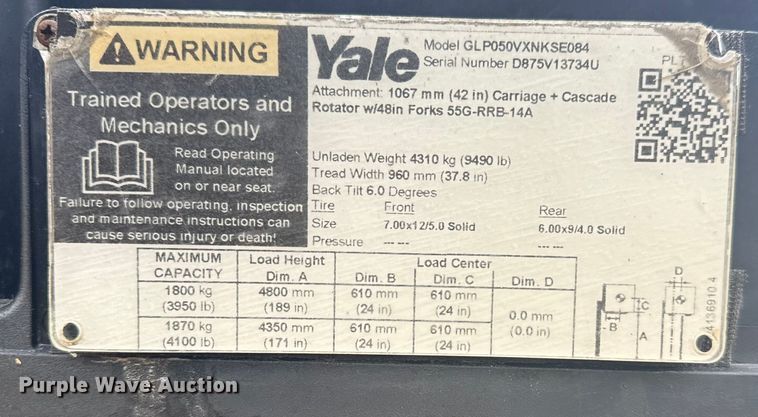 WARNING
Trained Operators and
Mechanics Only
Read Operating
Manual located
on or near seat.
Failure to follow operating, inspection
and maintenance instructions can
cause serious injury or death!
Yale
Model GLP050VXNKSE084
Serial Number D875V13734U
Attachment: 1067 mm (42 in) Carriage + Cascade
Rotator w/48in Forks 55G-RRB-14A
Unladen Weight 4310 kg (9490 lb)
Tread Width 960 mm (37.8 in)
Back Tilt 6.0 Degrees
Tire Front Rear
Size 7.00x12/5.0 Solid 6.00x9/4.0 Solid
Pressure --- --- --- ---
MAXIMUM CAPACITY Load Height Dim. A Load Center
Dim. B Dim. C Dim. D
1800 kg 4800 mm 610 mm 610 mm 0.0 mm
(3950 lb) (189 in) (24 in) (24 in) (0.0 in)
1870 kg 4350 mm 610 mm 610 mm
(4100 lb) (171 in) (24 in) (24 in)
D
C
B
A
Purple Wave Auction